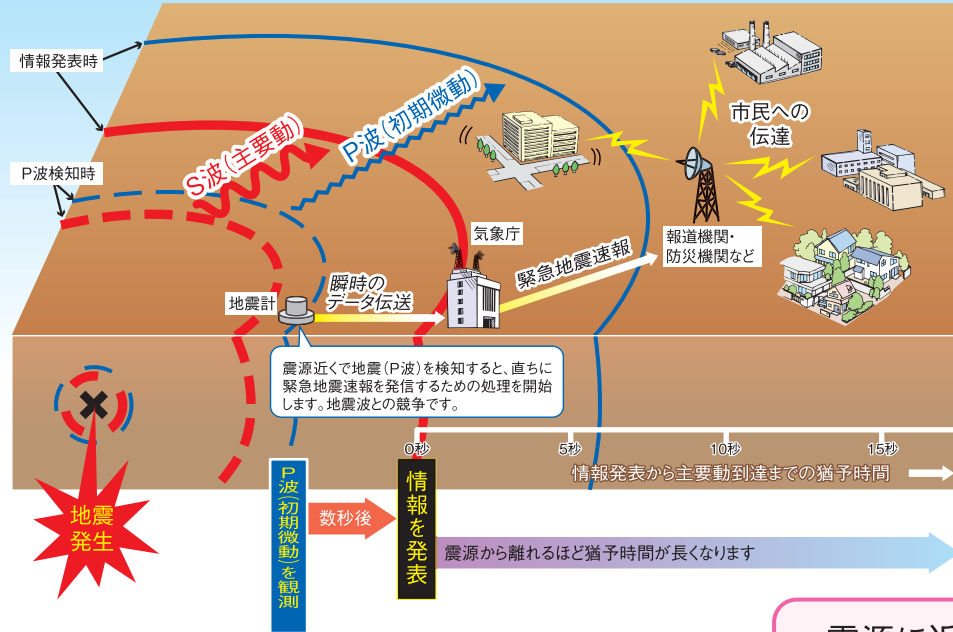 情報発表時
P波検知時
S波(主要動)
P波(初期微動)
市民への
伝達
気象庁
緊急地震速報
報道機関・
防災機関など
地震計
瞬時の
データ伝送
震源近くで地震(P波)を検知すると、直ちに
緊急地震速報を発信するための処理を開始
します。地震波との競争です。
0秒
5秒
10秒
15秒
情報発表から主要動到達までの猶予時間
地震
発生
P波(初期微動)を観測
数秒後
情報を発表
震源から離れるほど猶予時間が長くなります